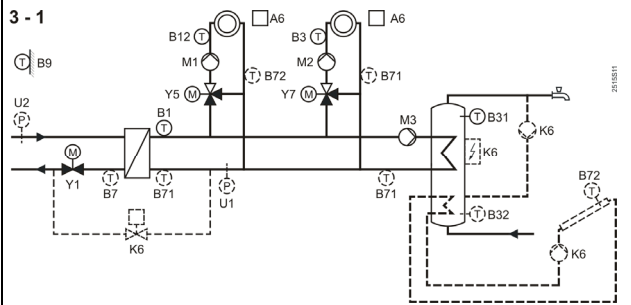 3 - 1
A6
A6
B12 T
B3 T
T B9
M1
M2
T B72
T B71
2515S11
U2
P
Y5 M
Y7 M
B1
T
M3
T B31
K6
M
K6
Y1
T
B7
T
B71
P
U1
T
B71
B72
T
T B32
K6
K6